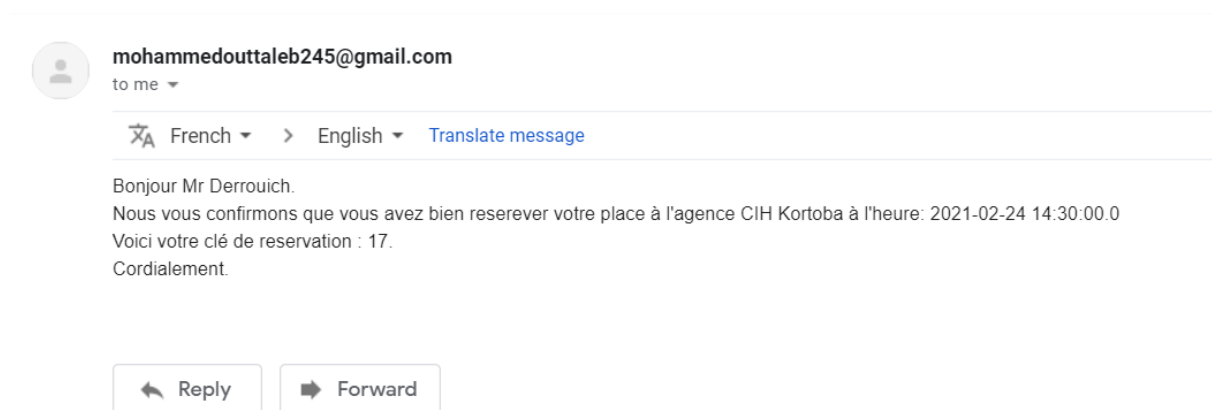 mohammedouttaleb245@gmail.com
to me
French > English Translate message
Bonjour Mr Derrouich.
Nous vous confirmons que vous avez bien reserever votre place à l'agence CIH Kortoba à l'heure: 2021-02-24 14:30:00.0
Voici votre clé de reservation : 17.
Cordialement.
Reply Forward